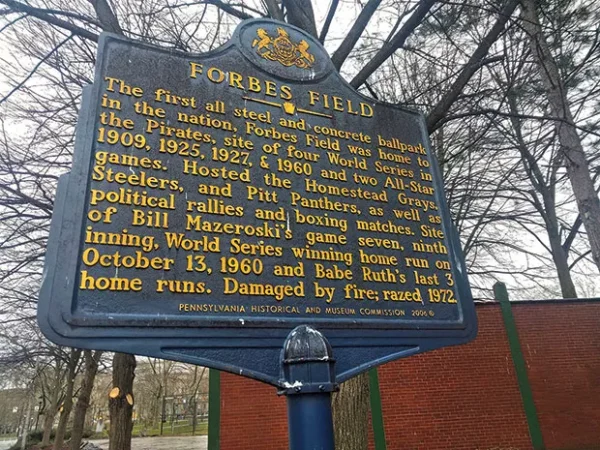 FORBES FIELD
The first all steel and concrete ballpark
in the nation, Forbes Field was home to
the Pirates, site of four World Series in
1909, 1925, 1927, & 1960 and two All-Star
games. Hosted the Homestead Grays,
Steelers, and Pitt Panthers, as well as
political rallies and boxing matches. Site
of Bill Mazeroski's game seven, ninth
inning, World Series winning home run on
October 13, 1960 and Babe Ruth's last 3
home runs. Damaged by fire; razed, 1972.
PENNSYLVANIA HISTORICAL AND MUSEUM COMMISSION 2006 ©